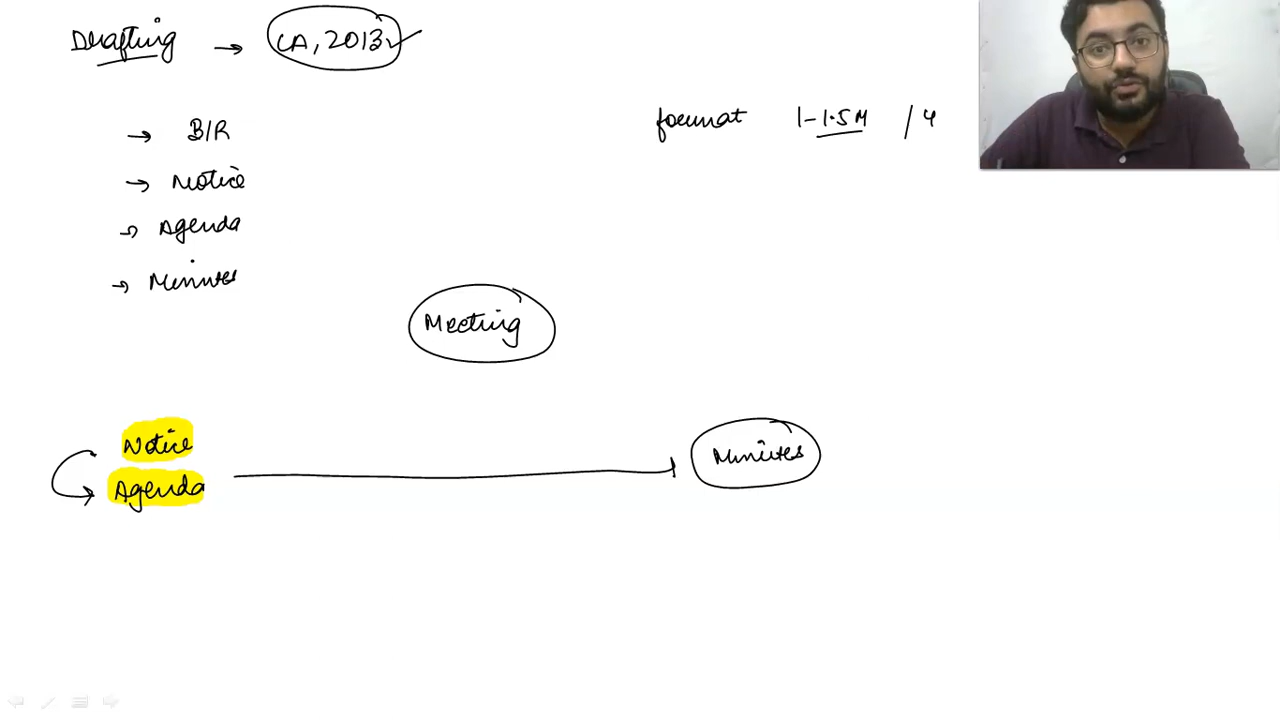 Drafting → CA, 2013 ✓
→ B/R
format 1-1.5M / 4
→ Notice
→ Agenda
→ Minutes
Meeting
Notice
Agenda
Minutes